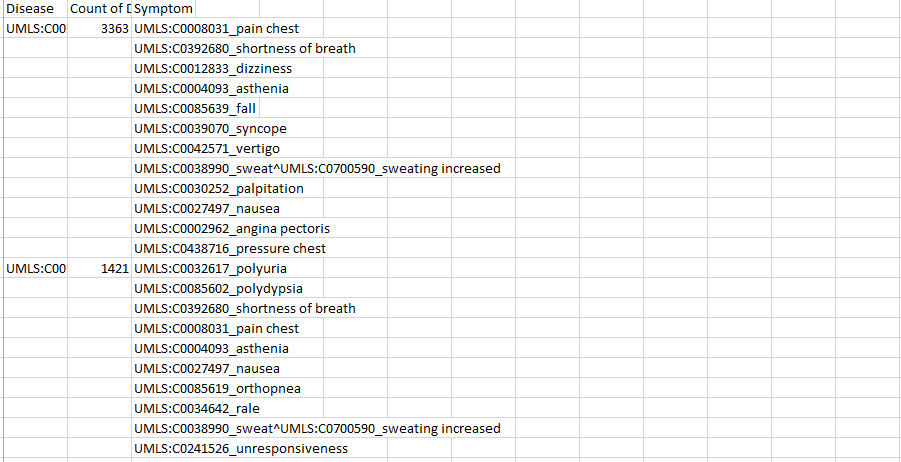 Disease Count of D Symptom
UMLS:C00 3363 UMLS:C0008031_pain chest
UMLS:C0392680_shortness of breath
UMLS:C0012833_dizziness
UMLS:C0004093_asthenia
UMLS:C0085639_fall
UMLS:C0039070_syncope
UMLS:C0042571_vertigo
UMLS:C0038990_sweat^UMLS:C0700590_sweating increased
UMLS:C0030252_palpitation
UMLS:C0027497_nausea
UMLS:C0002962_angina pectoris
UMLS:C0438716_pressure chest
UMLS:C00 1421 UMLS:C0032617_polyuria
UMLS:C0085602_polydypsia
UMLS:C0392680_shortness of breath
UMLS:C0008031_pain chest
UMLS:C0004093_asthenia
UMLS:C0027497_nausea
UMLS:C0085619_orthopnea
UMLS:C0034642_rale
UMLS:C0038990_sweat^UMLS:C0700590_sweating increased
UMLS:C0241526_unresponsiveness